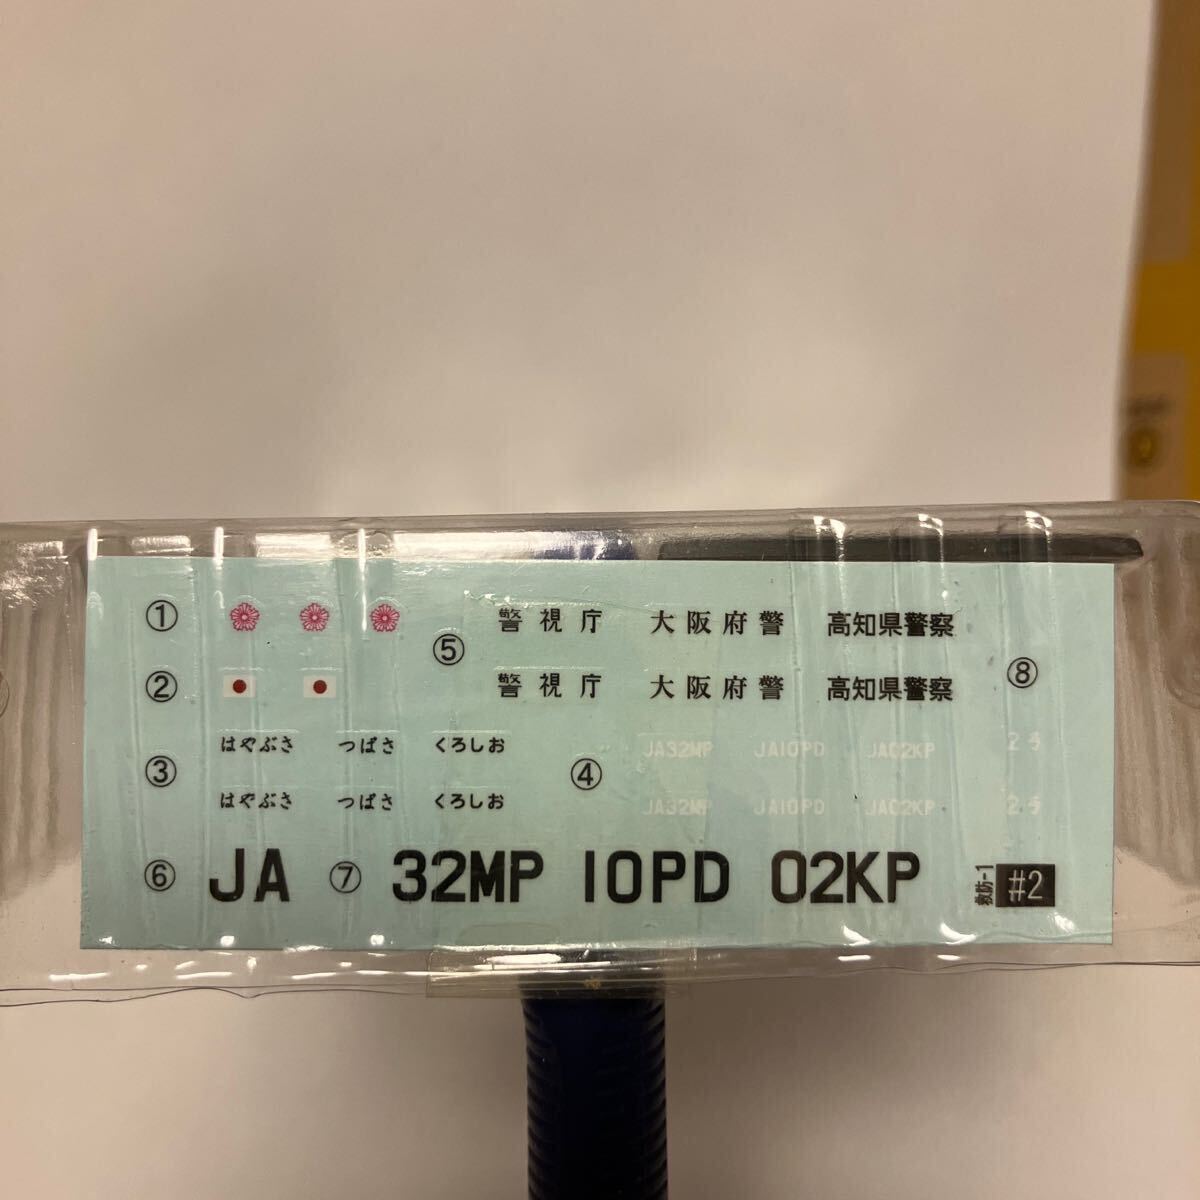 ①
⑤ 警視庁 大阪府警 高知県警察
② 警視庁 大阪府警 高知県警察 ⑧
③ はやぶさ つばさ くろしお ④ JA32MP JA10PD JA02KP 2号
はやぶさ つばさ くろしお JA32MP JA10PD JA02KP 2号
⑥ JA ⑦ 32MP 10PD 02KP 救防-1 #2